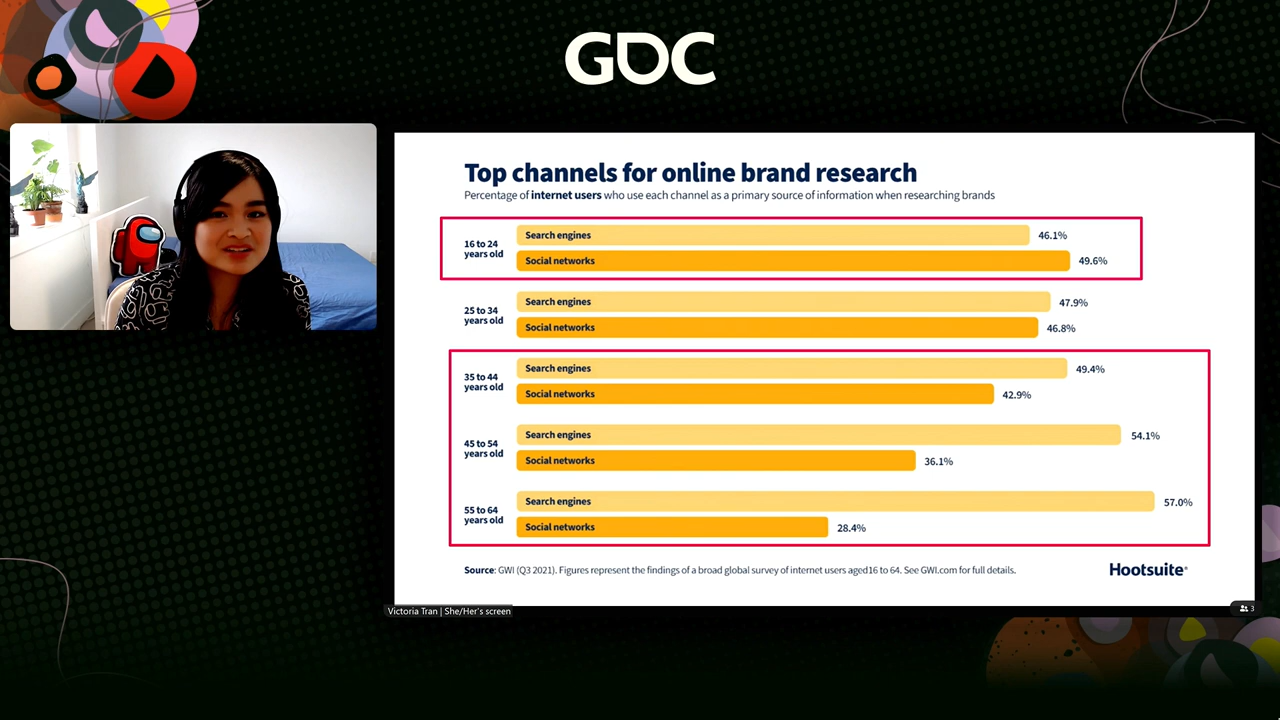 GDC
Top channels for online brand research
Percentage of internet users who use each channel as a primary source of information when researching brands
16 to 24
years old
Search engines
46.1%
Social networks
49.6%
25 to 34
years old
Search engines
47.9%
Social networks
46.8%
35 to 44
years old
Search engines
49.4%
Social networks
42.9%
45 to 54
years old
Search engines
54.1%
Social networks
36.1%
55 to 64
years old
Search engines
57.0%
Social networks
28.4%
Source: GWI (Q3 2021). Figures represent the findings of a broad global survey of internet users aged16 to 64. See GWI.com for full details.
Hootsuite®
Victoria Tran | She/Her's screen
3